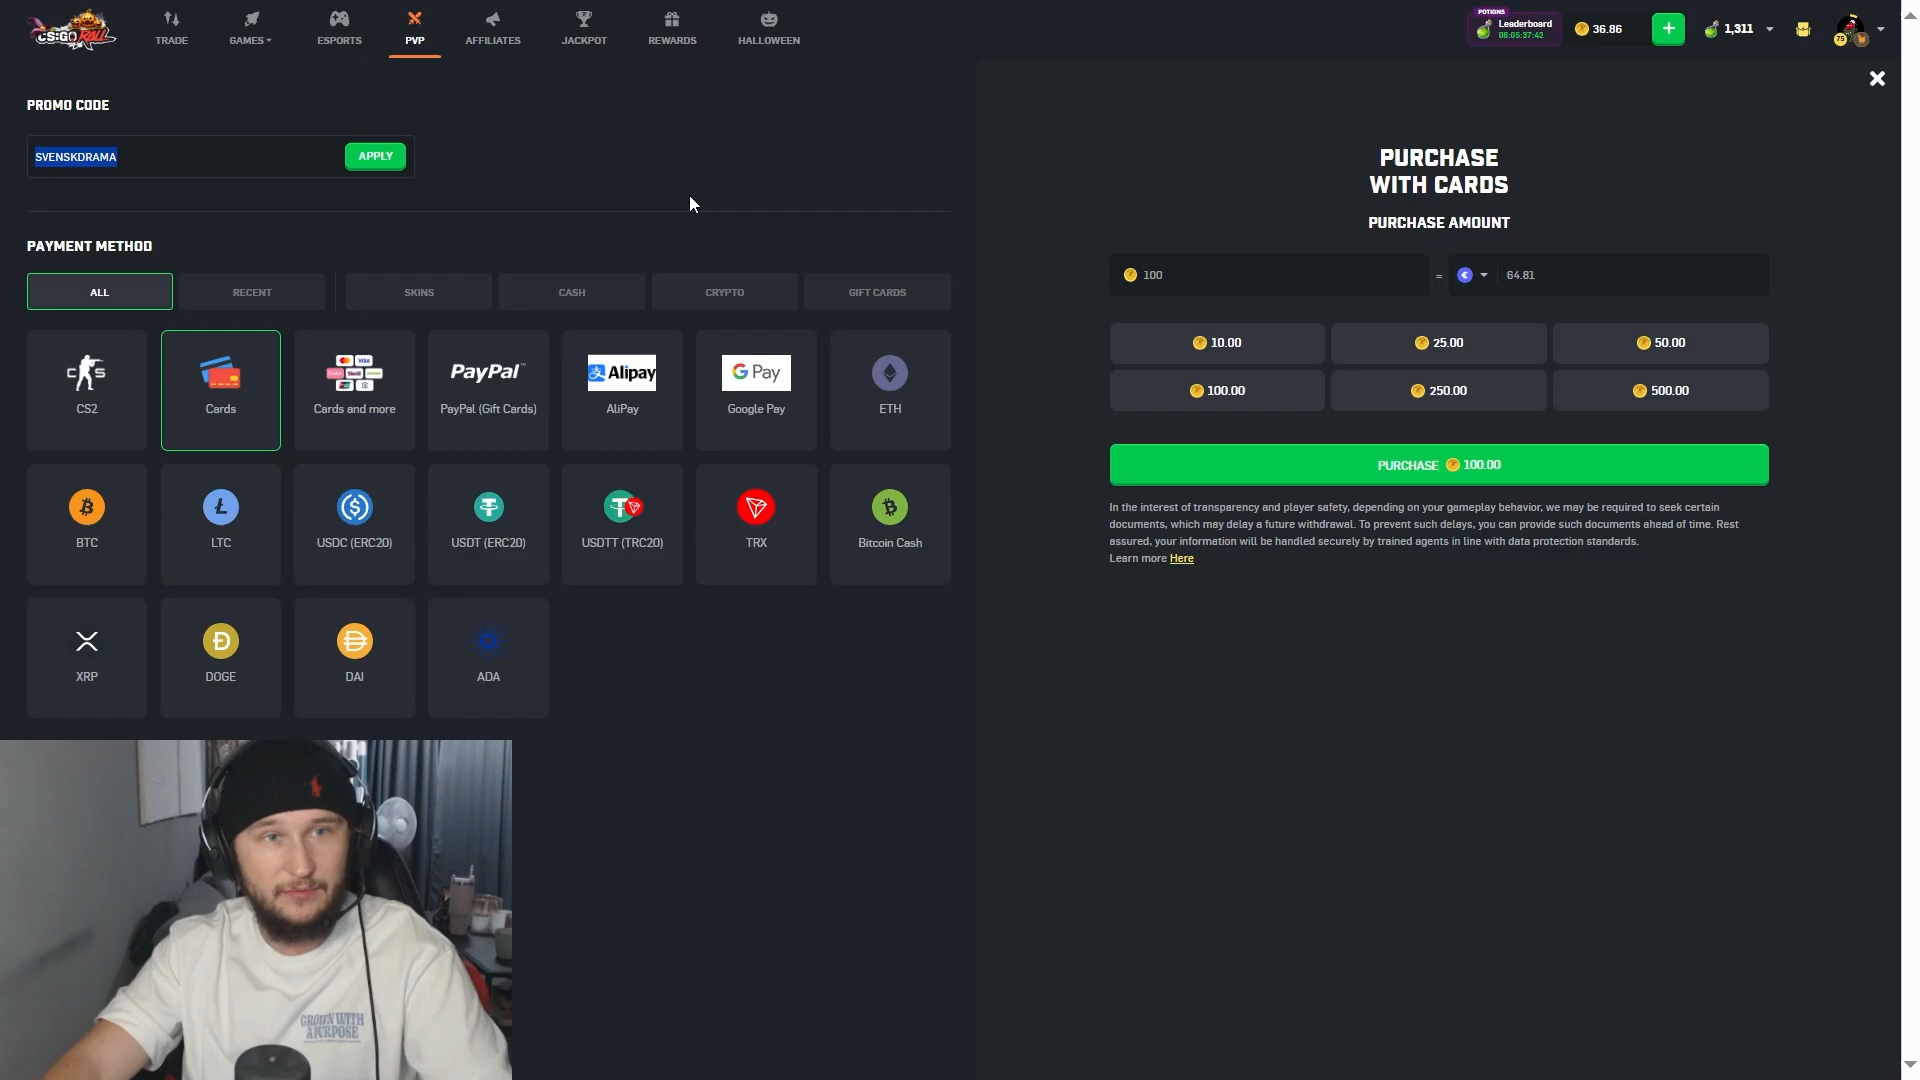 CS:GO ROLL
TRADE
GAMES
ESPORTS
PVP
AFFILIATES
JACKPOT
REWARDS
HALLOWEEN
POTIONS
Leaderboard
08:05:37:42
36.86
+
1,311
75
PROMO CODE
SVENSKDRAMA
APPLY
PAYMENT METHOD
ALL
RECENT
SKINS
CASH
CRYPTO
GIFT CARDS
CS2
Cards
Cards and more
PayPal
PayPal (Gift Cards)
Alipay
AliPay
G Pay
Google Pay
ETH
BTC
LTC
USDC (ERC20)
USDT (ERC20)
USDTT (TRC20)
TRX
Bitcoin Cash
XRP
DOGE
DAI
ADA
PURCHASE
WITH CARDS
PURCHASE AMOUNT
100 = € 64.81
10.00
25.00
50.00
100.00
250.00
500.00
PURCHASE 100.00
In the interest of transparency and player safety, depending on your gameplay behavior, we may be required to seek certain
documents, which may delay a future withdrawal. To prevent such delays, you can provide such documents ahead of time. Rest
assured, your information will be handled securely by trained agents in line with data protection standards.
Learn more Here
GROWN WITH
A PURPOSE